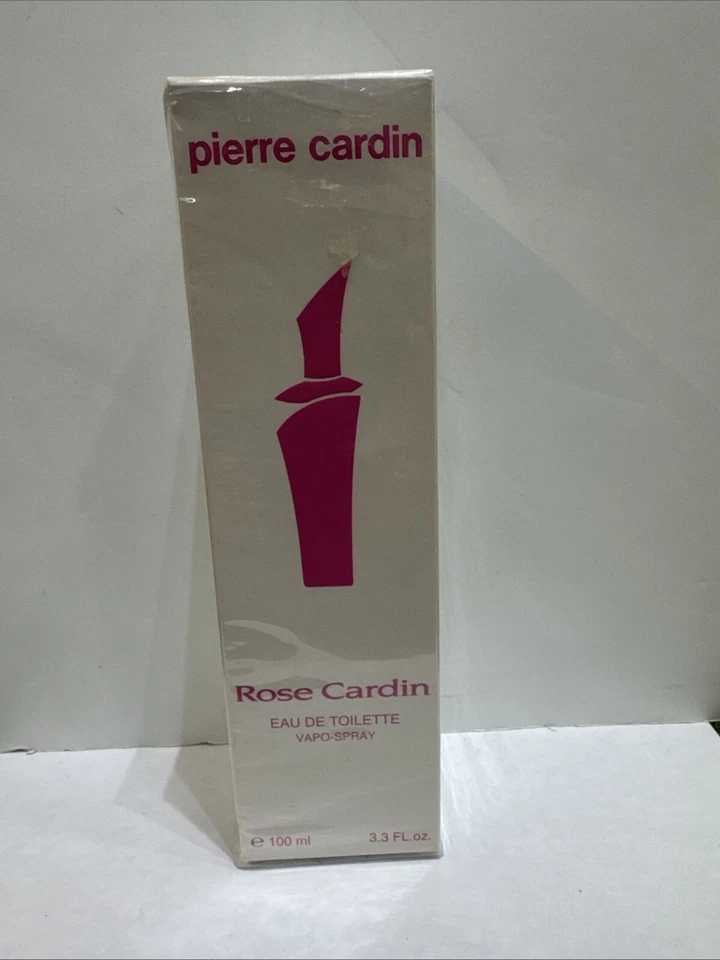 pierre cardin
Rose Cardin
EAU DE TOILETTE
VAPO-SPRAY
℮ 100 ml 3.3 FL.oz.